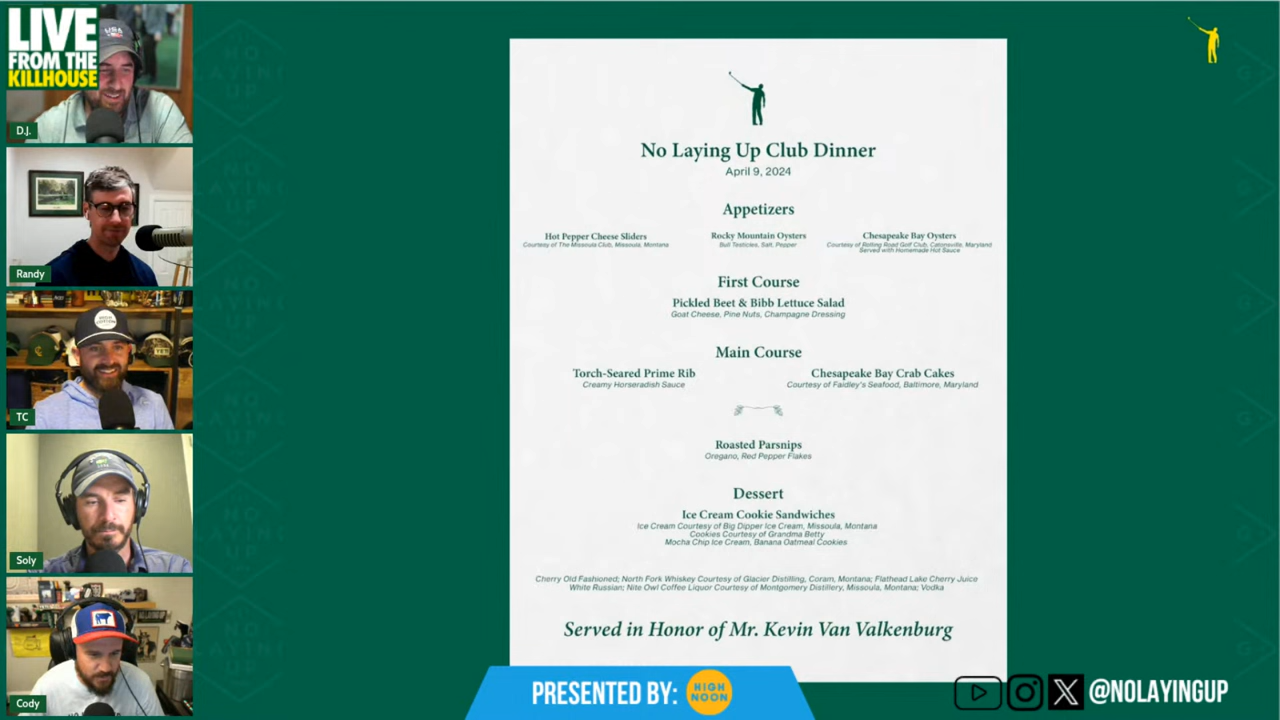 LIVE
FROM THE
KILLHOUSE
USA
D.J.
Randy
TC
Soly
Cody
No Laying Up Club Dinner
April 9, 2024
Appetizers
Hot Pepper Cheese Sliders
Courtesy of The Missoula Club, Missoula, Montana
Rocky Mountain Oysters
Bull Testicles, Salt, Pepper
Chesapeake Bay Oysters
Courtesy of Rolling Road Golf Club, Catonsville, Maryland
Served with Homemade Hot Sauce
First Course
Pickled Beet & Bibb Lettuce Salad
Goat Cheese, Pine Nuts, Champagne Dressing
Main Course
Torch-Seared Prime Rib
Creamy Horseradish Sauce
Chesapeake Bay Crab Cakes
Courtesy of Faidley's Seafood, Baltimore, Maryland
Roasted Parsnips
Oregano, Red Pepper Flakes
Dessert
Ice Cream Cookie Sandwiches
Ice Cream Courtesy of Big Dipper Ice Cream, Missoula, Montana
Cookies Courtesy of Grandma Betty
Mocha Chip Ice Cream, Banana Oatmeal Cookies
Cherry Old Fashioned; North Fork Whiskey Courtesy of Glacier Distilling, Coram, Montana; Flathead Lake Cherry Juice
White Russian; Nite Owl Coffee Liquor Courtesy of Montgomery Distillery, Missoula, Montana; Vodka
Served in Honor of Mr. Kevin Van Valkenburg
PRESENTED BY:
HIGH
NOON
@NOLAYINGUP